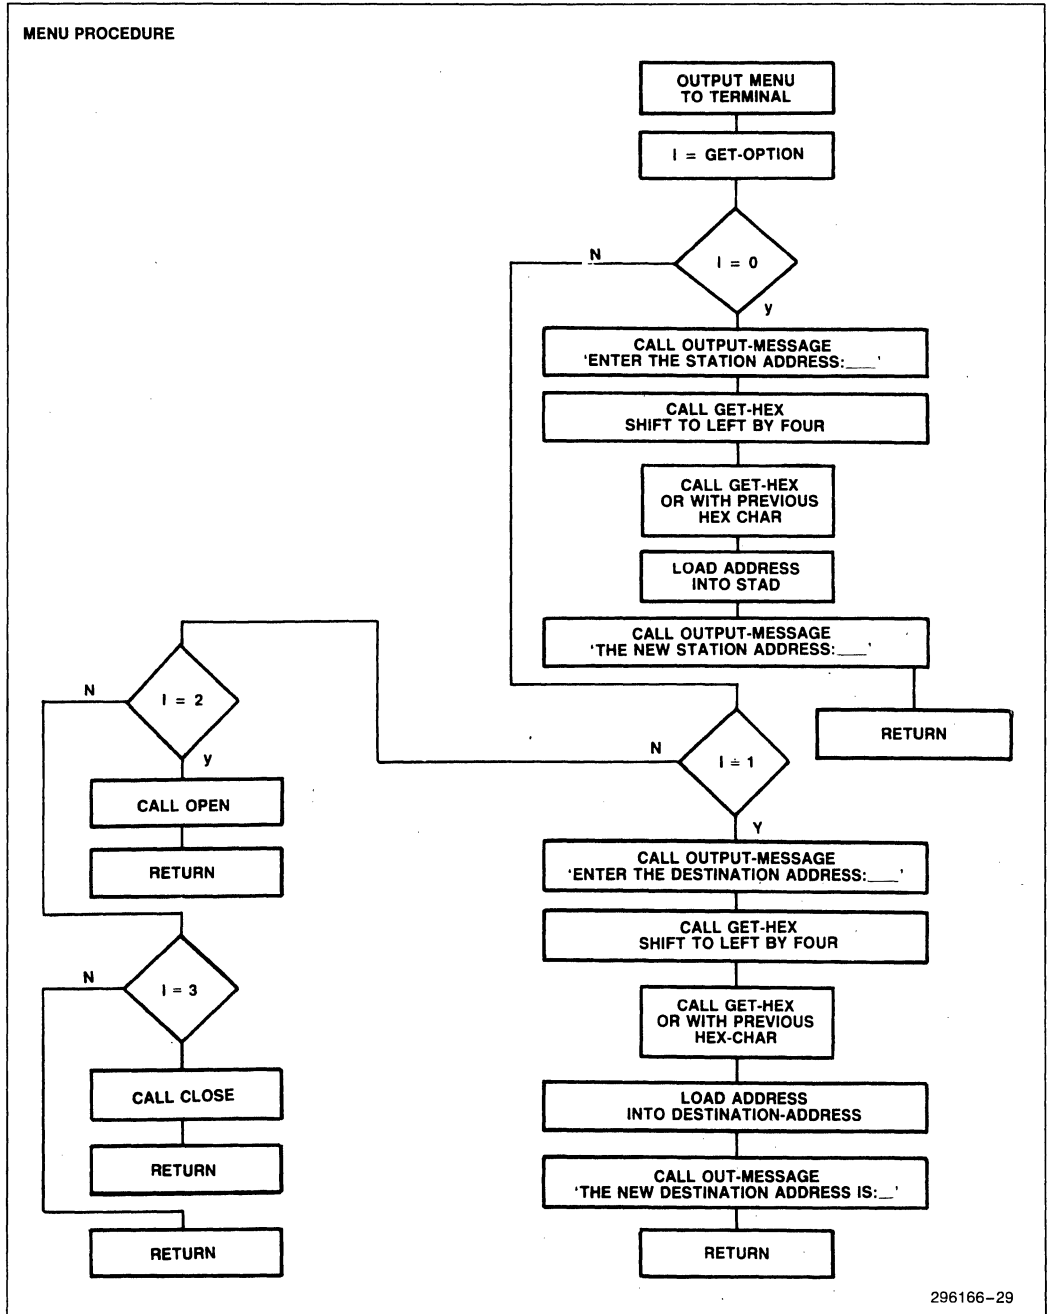 MENU PROCEDURE
OUTPUT MENU
TO TERMINAL
I = GET-OPTION
I = 0
N
y
CALL OUTPUT-MESSAGE
'ENTER THE STATION ADDRESS:___'
CALL GET-HEX
SHIFT TO LEFT BY FOUR
CALL GET-HEX
OR WITH PREVIOUS
HEX CHAR
LOAD ADDRESS
INTO STAD
CALL OUTPUT-MESSAGE
'THE NEW STATION ADDRESS:___'
RETURN
I = 1
N
Y
CALL OUTPUT-MESSAGE
'ENTER THE DESTINATION ADDRESS:___'
CALL GET-HEX
SHIFT TO LEFT BY FOUR
CALL GET-HEX
OR WITH PREVIOUS
HEX-CHAR
LOAD ADDRESS
INTO DESTINATION-ADDRESS
CALL OUT-MESSAGE
'THE NEW DESTINATION ADDRESS IS:_'
RETURN
I = 2
N
y
CALL OPEN
RETURN
I = 3
N
CALL CLOSE
RETURN
RETURN
296166–29